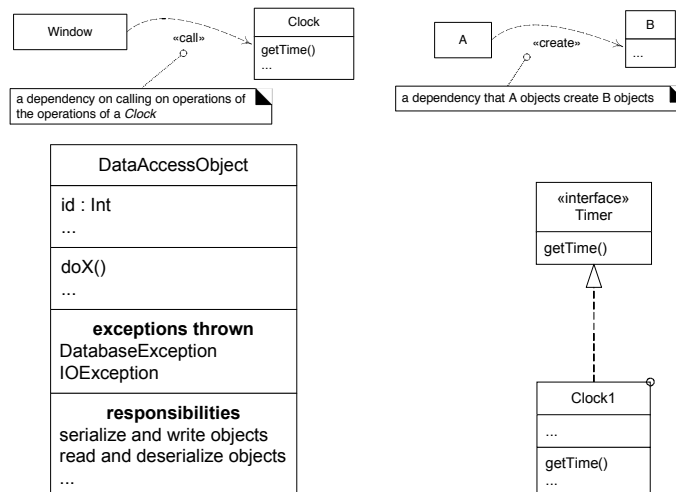 Window
«call»
Clock
getTime()
...
a dependency on calling on operations of
the operations of a Clock
A
«create»
B
...
a dependency that A objects create B objects
DataAccessObject
id : Int
...
doX()
...
exceptions thrown
DatabaseException
IOException
responsibilities
serialize and write objects
read and deserialize objects
...
«interface»
Timer
getTime()
Clock1
...
getTime()
...